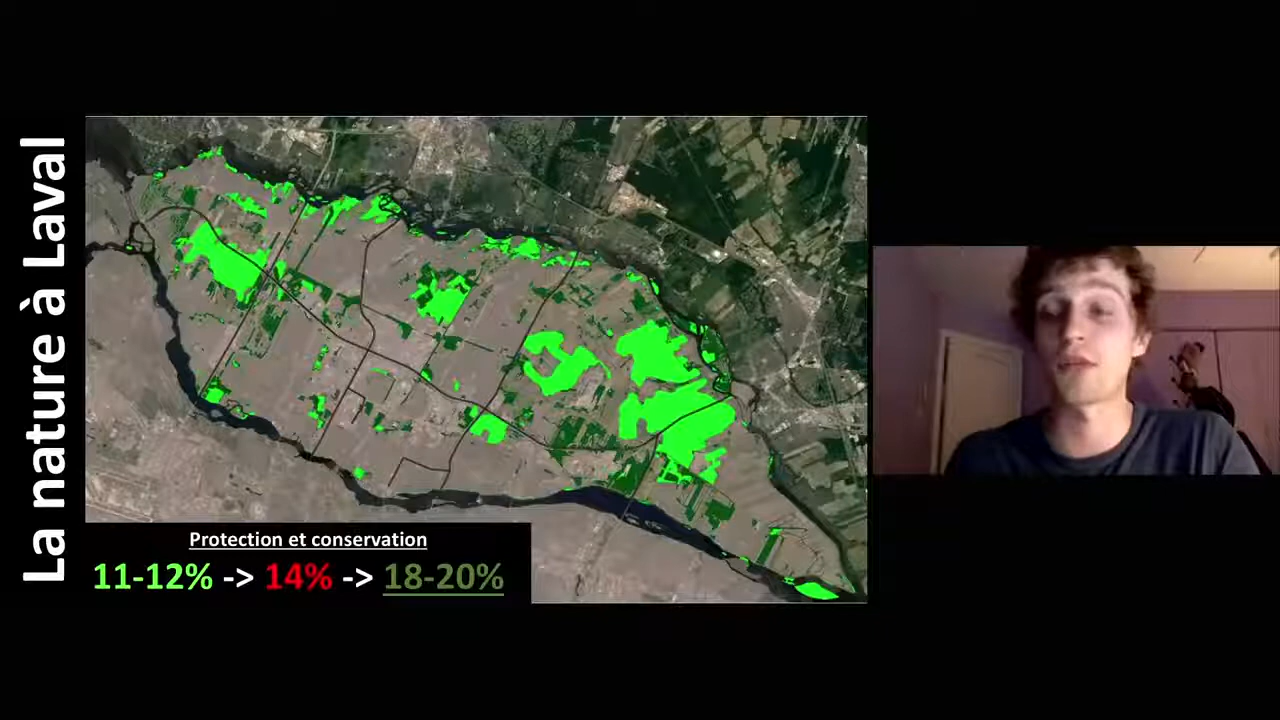 La nature à Laval
Protection et conservation
11-12% -> 14% -> 18-20%